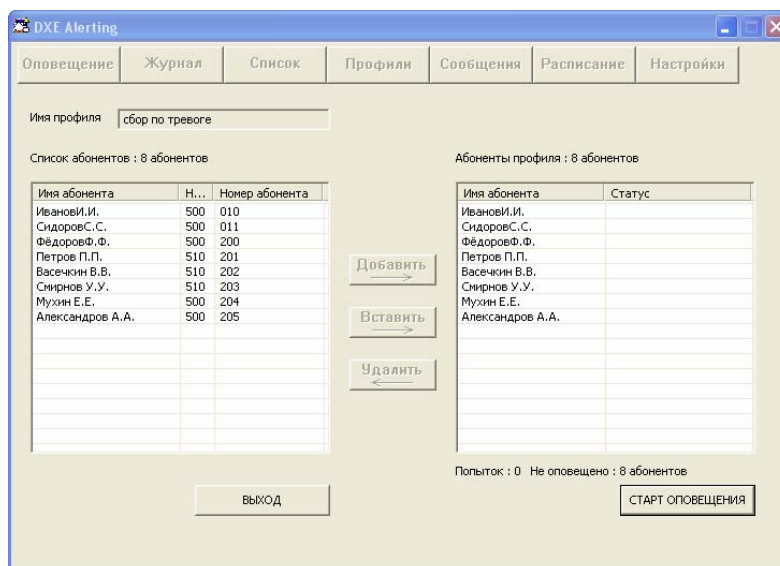 DXE Alerting
Оповещение Журнал Список Профили Сообщения Расписание Настройки
Имя профиля сбор по тревоге
Список абонентов : 8 абонентов
Имя абонента Н... Номер абонента
ИвановИ.И. 500 010
СидоровС.С. 500 011
ФёдоровФ.Ф. 500 200
Петров П.П. 510 201
Васечкин В.В. 510 202
Смирнов У.У. 510 203
Мухин Е.Е. 500 204
Александров А.А. 500 205
Добавить
Вставить
Удалить
Абоненты профиля : 8 абонентов
Имя абонента Статус
ИвановИ.И.
СидоровС.С.
ФёдоровФ.Ф.
Петров П.П.
Васечкин В.В.
Смирнов У.У.
Мухин Е.Е.
Александров А.А.
Попыток : 0 Не оповещено : 8 абонентов
ВЫХОД
СТАРТ ОПОВЕЩЕНИЯ